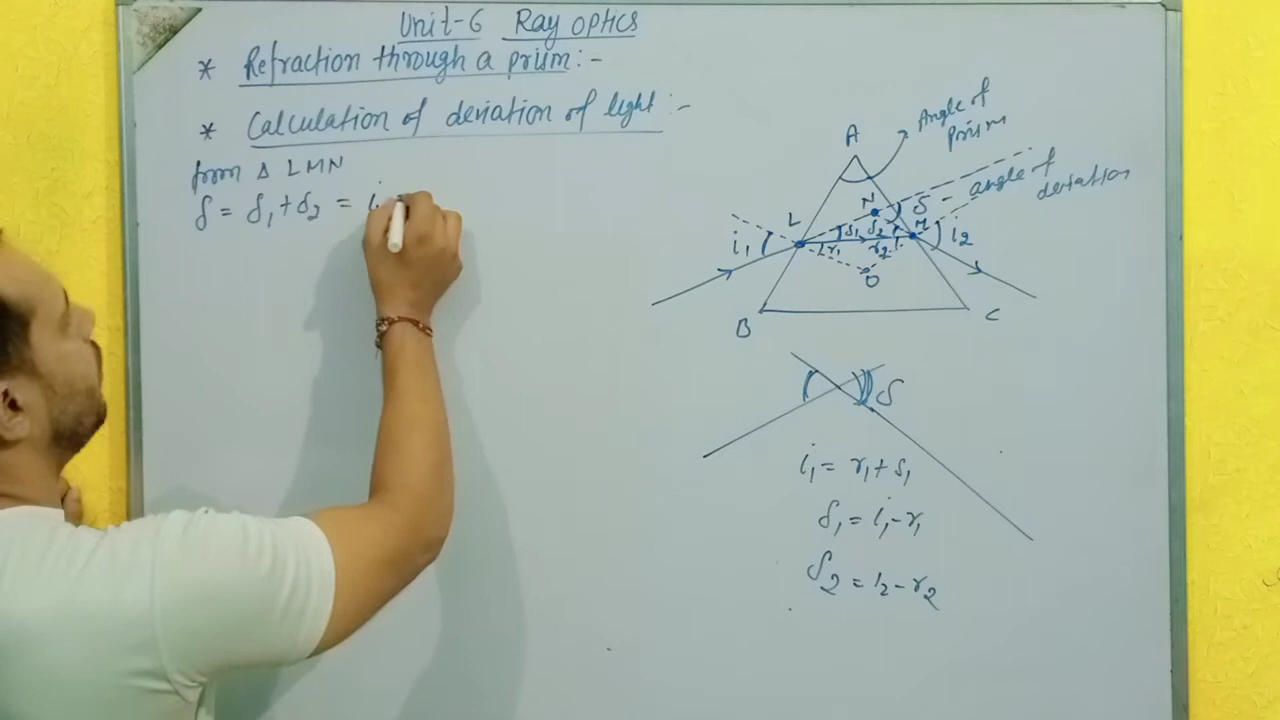 Unit-6 Ray optics
* Refraction through a prism:-
* Calculation of deviation of light:-
from Δ LMN
δ = δ₁+δ₂ = i
Angle of prism
A
N
δ - angle of deviation
L
δ₁ δ₂
M
i₁
r₁
r₂
i₂
O
B
C
δ
i₁ = r₁+δ₁
δ₁ = i₁-r₁
δ₂ = i₂-r₂